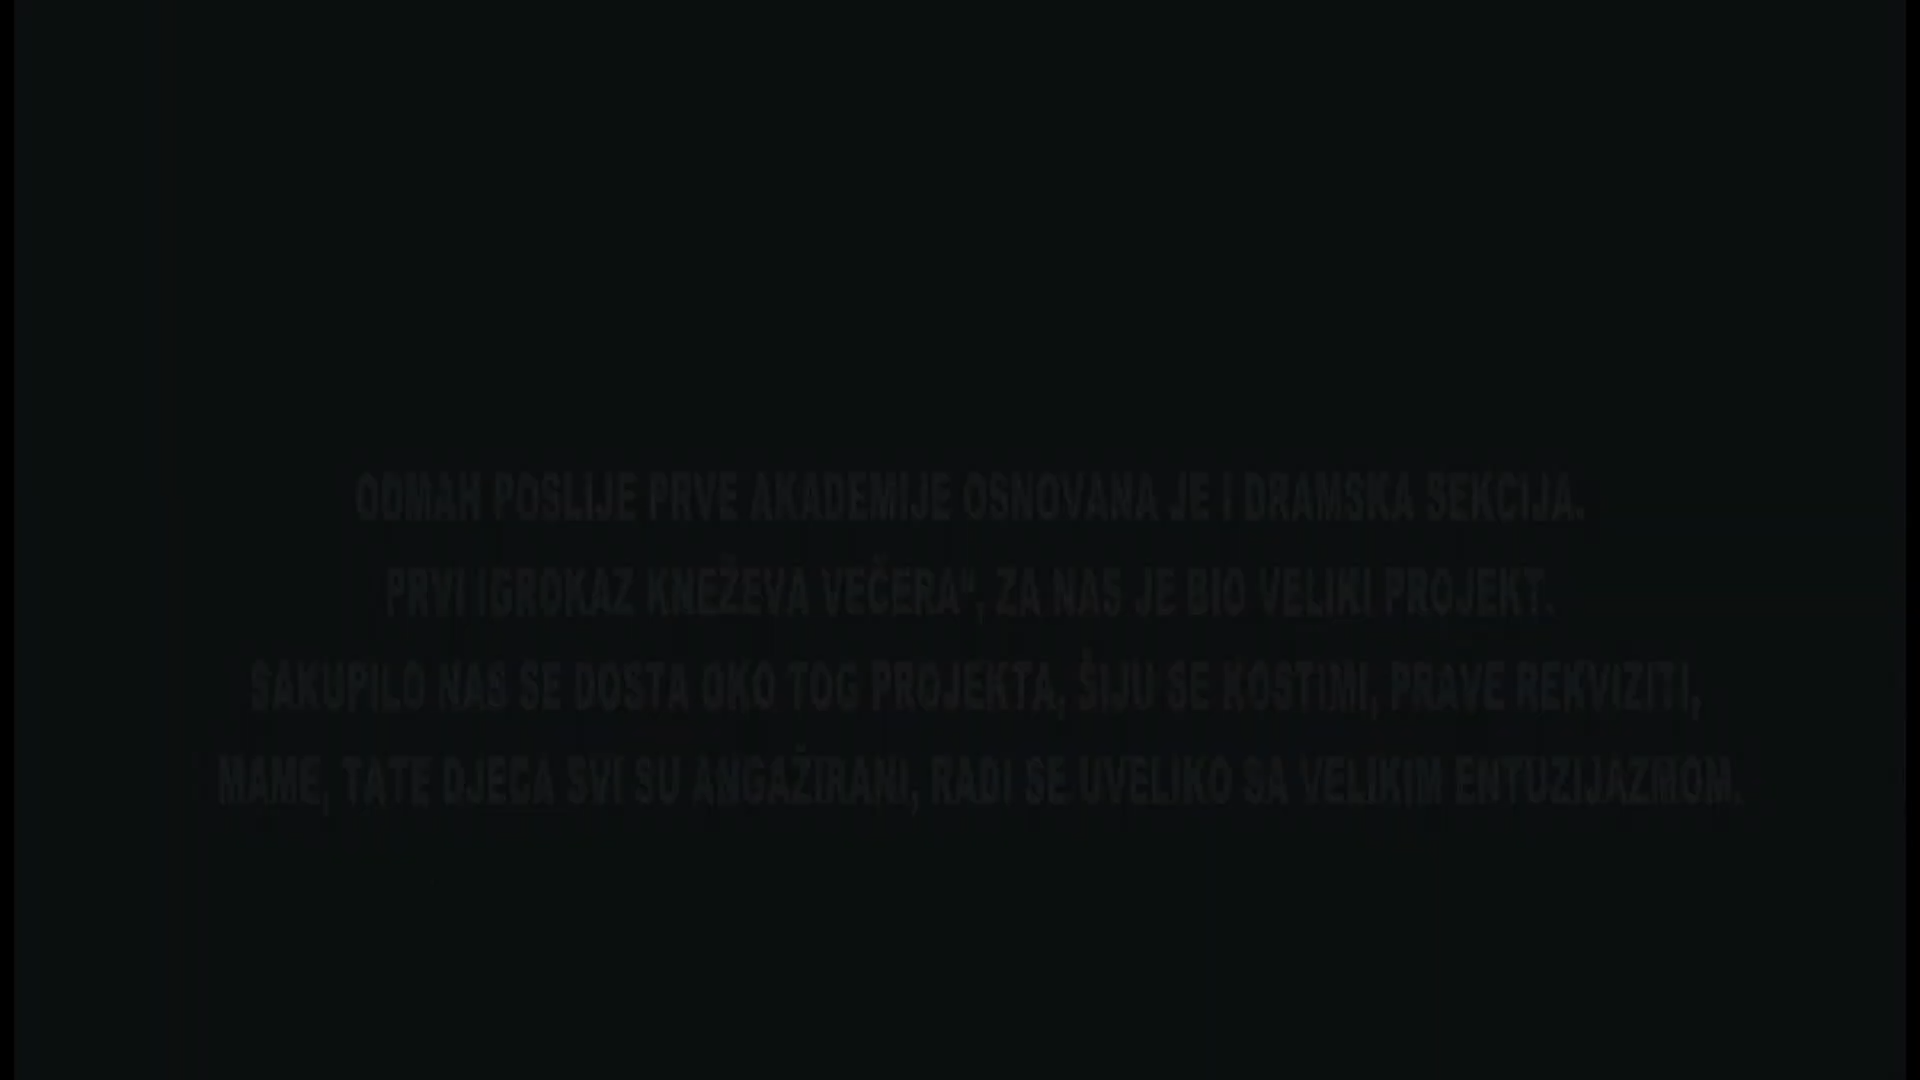 ODMAH POSLIJE PRVE AKADEMIJE OSNOVANA JE I DRAMSKA SEKCIJA.
PRVI IGROKAZ KNEŽEVA VEČERA", ZA NAS JE BIO VELIKI PROJEKT.
SAKUPILO NAS SE DOSTA OKO TOG PROJEKTA, ŠIJU SE KOSTIMI, PRAVE REKVIZITI,
MAME, TATE DJECA SVI SU ANGAŽIRANI, RADI SE UVELIKO SA VELIKIM ENTUZIJAZMOM.